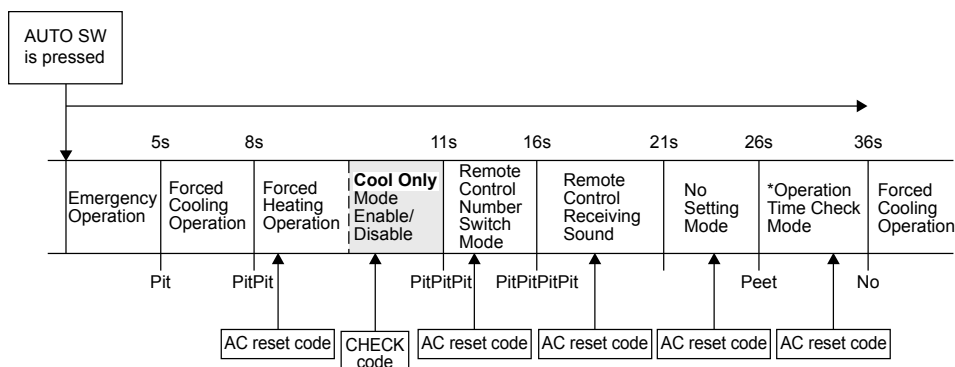 AUTO SW
is pressed
5s
8s
11s
16s
21s
26s
36s
Emergency
Operation
Forced
Cooling
Operation
Forced
Heating
Operation
Cool Only
Mode
Enable/
Disable
Remote
Control
Number
Switch
Mode
Remote
Control
Receiving
Sound
No
Setting
Mode
*Operation
Time Check
Mode
Forced
Cooling
Operation
Pit
PitPit
PitPitPit
PitPitPitPit
Peet
No
AC reset code
CHECK
code
AC reset code
AC reset code
AC reset code
AC reset code